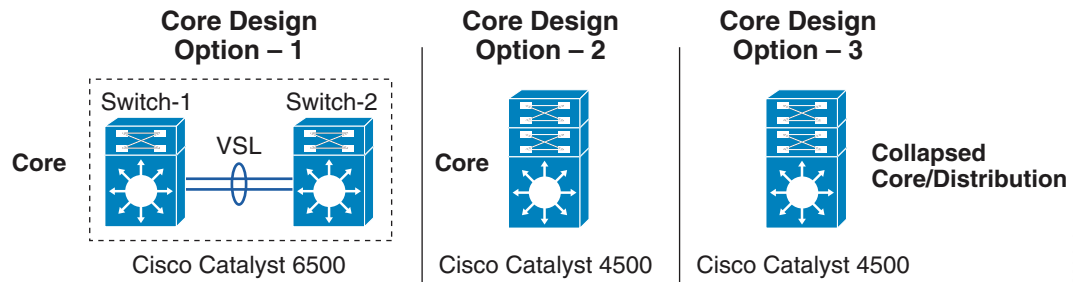 Core Design
Option – 1
Core Design
Option – 2
Core Design
Option – 3
Switch-1
Switch-2
VSL
Core
Core
Collapsed
Core/Distribution
Cisco Catalyst 6500
Cisco Catalyst 4500
Cisco Catalyst 4500